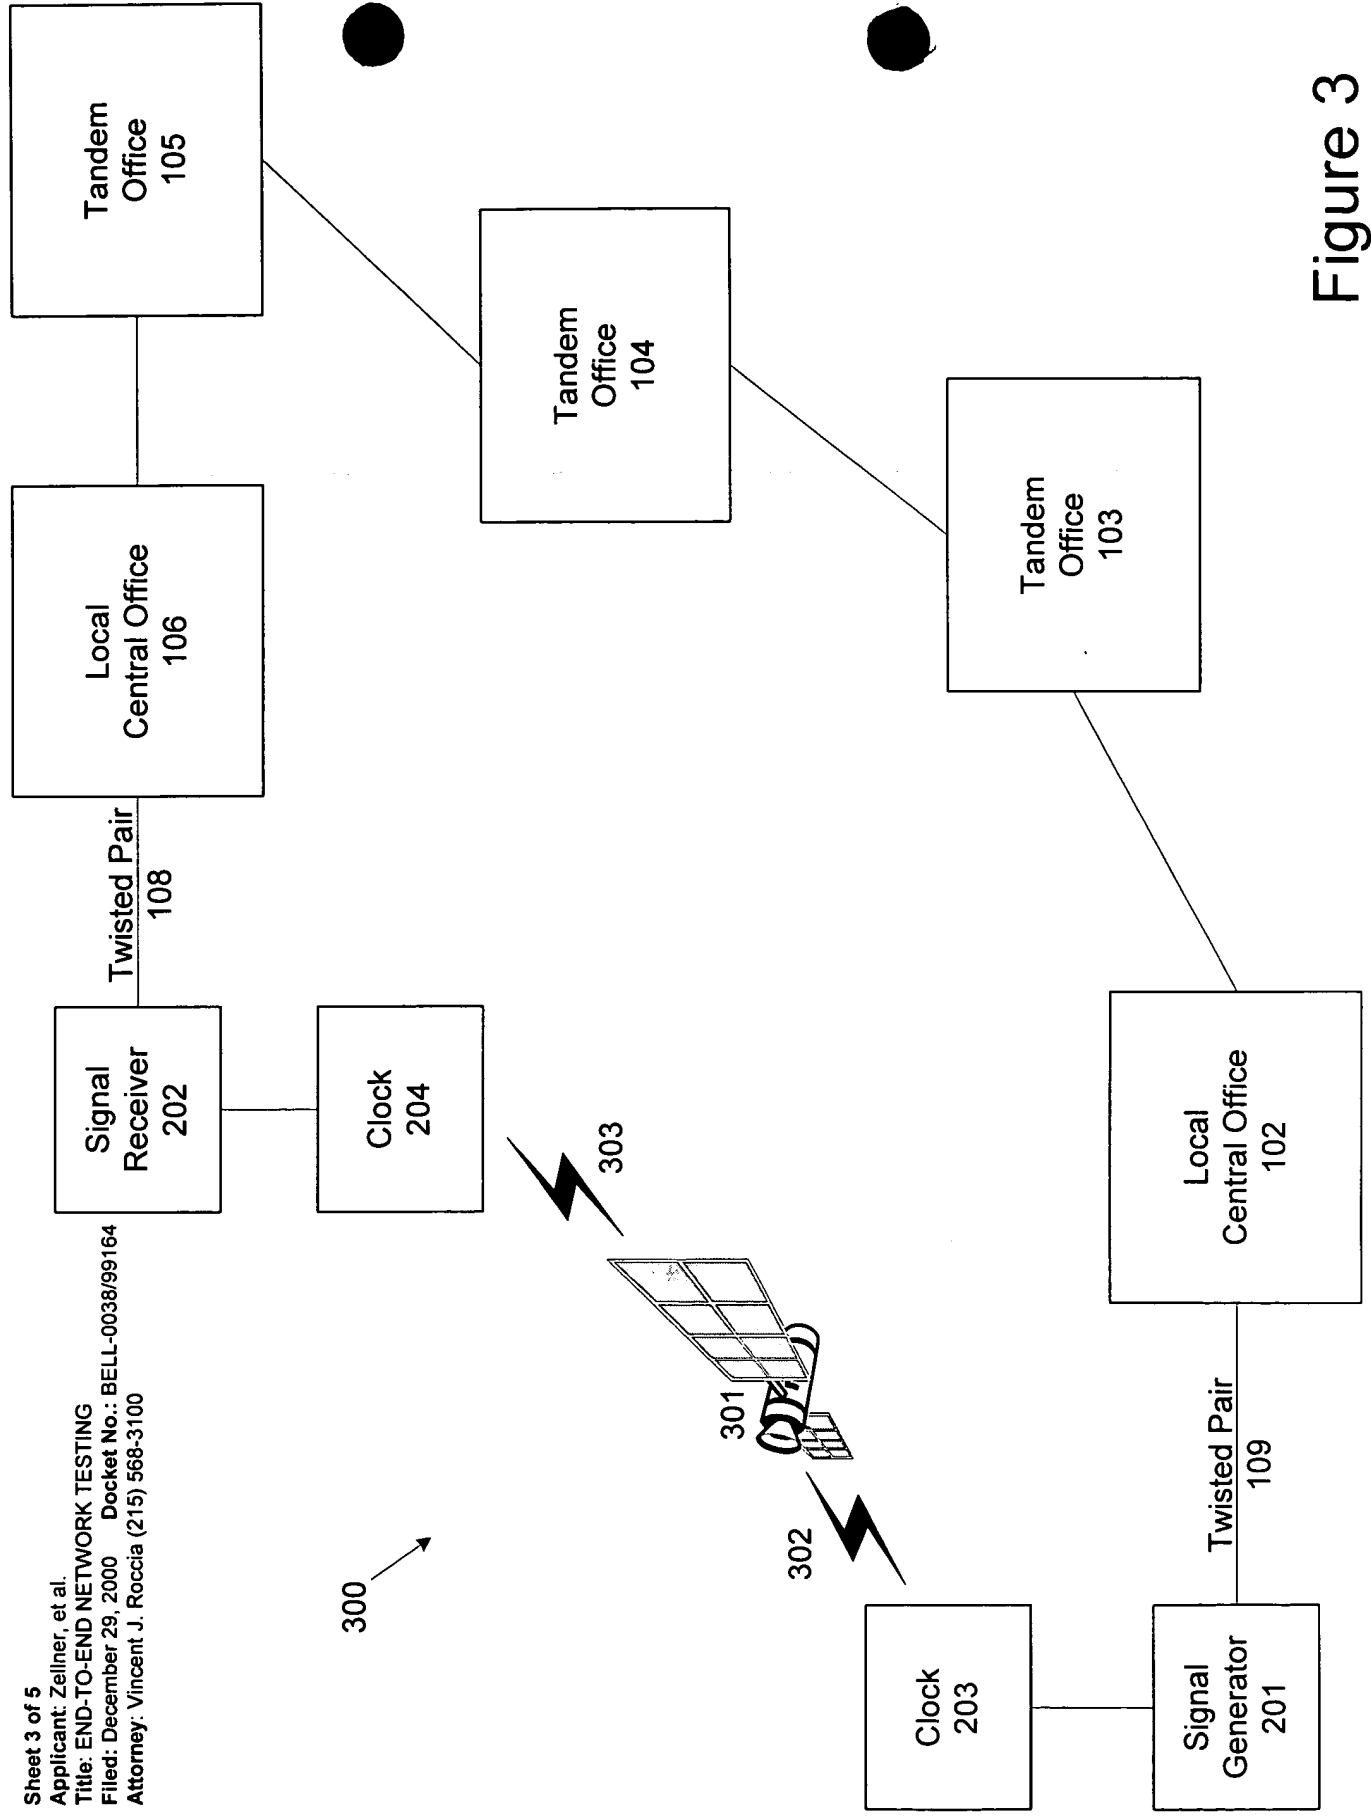 Sheet 3 of 5
Applicant: Zellner, et al.
Title: END-TO-END NETWORK TESTING
Filed: December 29, 2000 Docket No.: BELL-0038/99164
Attorney: Vincent J. Roccia (215) 568-3100
Signal
Receiver
202
Twisted Pair
108
Local
Central Office
106
Tandem
Office
105
Clock
204
300
303
301
302
Tandem
Office
104
Clock
203
Tandem
Office
103
Signal
Generator
201
Twisted Pair
109
Local
Central Office
102
Figure 3